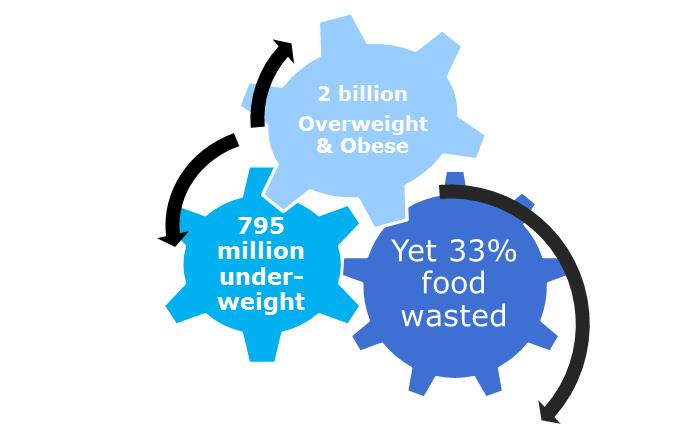 2 billion
Overweight
& Obese
795
million
under-
weight
Yet 33%
food
wasted